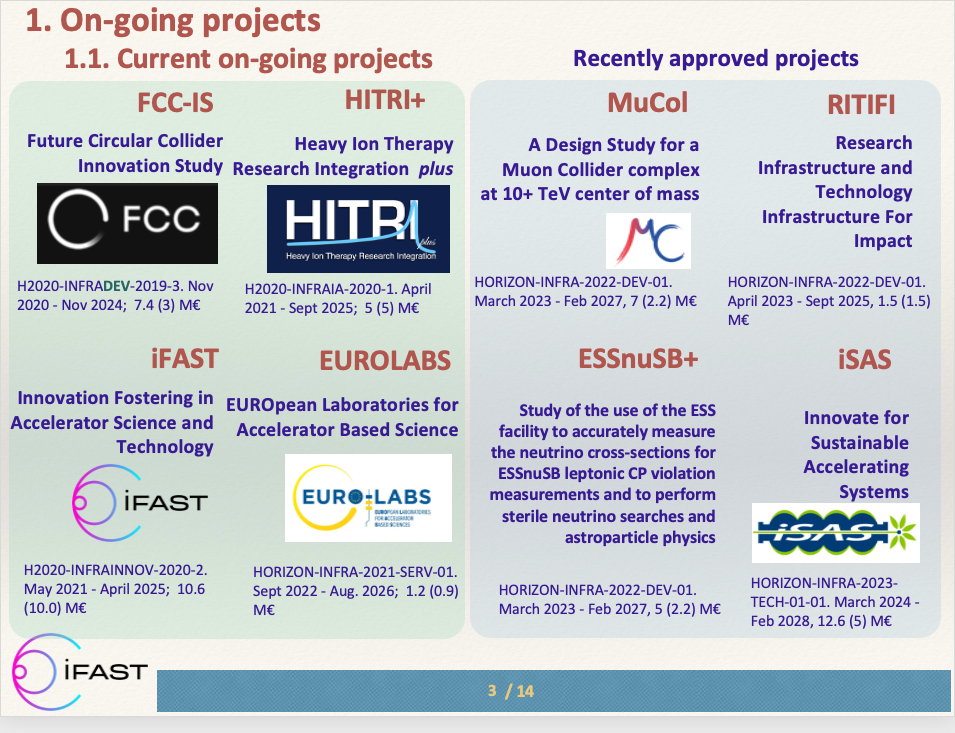 1. On-going projects
1.1. Current on-going projects
FCC-IS
Future Circular Collider
Innovation Study
FCC
H2020-INFRADEV-2019-3. Nov
2020 - Nov 2024;  7.4 (3) M€
HITRI+
Heavy Ion Therapy
Research Integration  plus
HITRI
plus
Heavy Ion Therapy Research Integration
H2020-INFRAIA-2020-1. April
2021 - Sept 2025;  5 (5) M€
iFAST
Innovation Fostering in
Accelerator Science and
Technology
iFAST
H2020-INFRAINNOV-2020-2.
May 2021 - April 2025;  10.6
(10.0) M€
EUROLABS
EUROpean Laboratories for
Accelerator Based Science
EURO-LABS
EUROPEAN LABORATORIES
FOR ACCELERATOR
BASED SCIENCES
HORIZON-INFRA-2021-SERV-01.
Sept 2022 - Aug. 2026;  1.2 (0.9)
M€
Recently approved projects
MuCol
A Design Study for a
Muon Collider complex
at 10+ TeV center of mass
MC
HORIZON-INFRA-2022-DEV-01.
March 2023 - Feb 2027, 7 (2.2) M€
RITIFI
Research
Infrastructure and
Technology
Infrastructure For
Impact
HORIZON-INFRA-2022-DEV-01.
April 2023 - Sept 2025, 1.5 (1.5)
M€
ESSnuSB+
Study of the use of the ESS
facility to accurately measure
the neutrino cross-sections for
ESSnuSB leptonic CP violation
measurements and to perform
sterile neutrino searches and
astroparticle physics
HORIZON-INFRA-2022-DEV-01.
March 2023 - Feb 2027, 5 (2.2) M€
iSAS
Innovate for
Sustainable
Accelerating
Systems
iSAS
HORIZON-INFRA-2023-
TECH-01-01. March 2024 -
Feb 2028, 12.6 (5) M€
iFAST
3 / 14